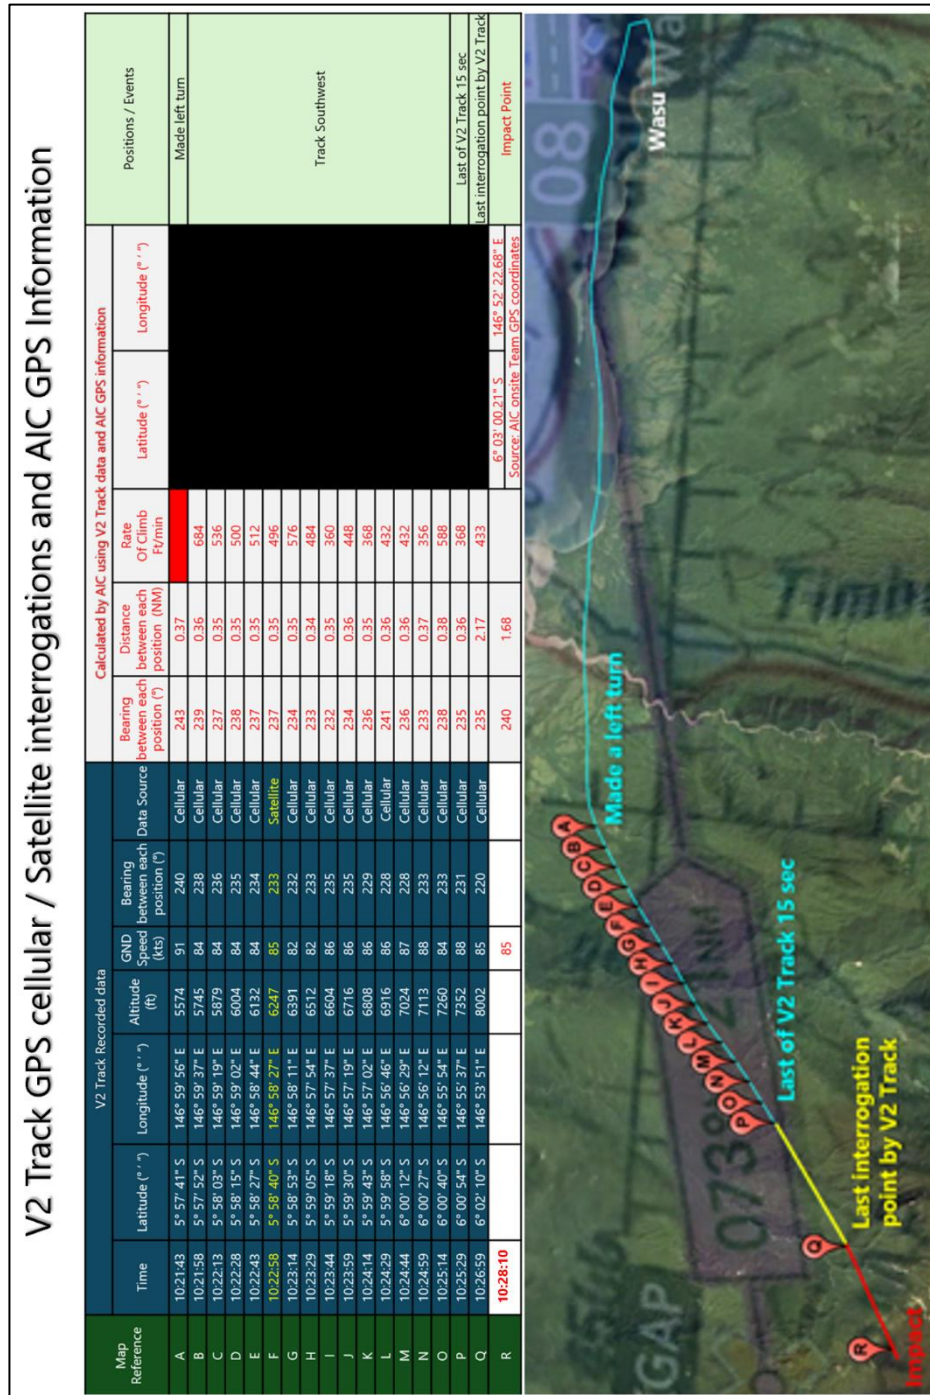 V2 Track GPS cellular / Satellite interrogations and AIC GPS Information
Map Reference
V2 Track Recorded data
Calculated by AIC using V2 Track data and AIC GPS information
Positions / Events
Time Latitude (° ' ") Longitude (° ' ") Altitude (ft) GND Speed (kts) Bearing between each position (°) Data Source Bearing between each position (°) Distance between each position (NM) Rate Of Climb Ft/min Latitude (° ' ") Longitude (° ' ")
A 10:21:43 5° 57' 41" S 146° 59' 56" E 5574 91 240 Cellular 243 0.37 Made left turn
B 10:21:58 5° 57' 52" S 146° 59' 37" E 5745 84 238 Cellular 239 0.36 684
C 10:22:13 5° 58' 03" S 146° 59' 19" E 5879 84 236 Cellular 237 0.35 536
D 10:22:28 5° 58' 15" S 146° 59' 02" E 6004 84 235 Cellular 238 0.35 500
E 10:22:43 5° 58' 27" S 146° 58' 44" E 6132 84 234 Cellular 237 0.35 512
F 10:22:58 5° 58' 40" S 146° 58' 27" E 6247 85 233 Satellite 237 0.35 496
G 10:23:14 5° 58' 53" S 146° 58' 11" E 6391 82 232 Cellular 234 0.35 576
H 10:23:29 5° 59' 05" S 146° 57' 54" E 6512 82 233 Cellular 233 0.34 484
I 10:23:44 5° 59' 18" S 146° 57' 37" E 6604 86 235 Cellular 232 0.35 360
J 10:23:59 5° 59' 30" S 146° 57' 19" E 6716 86 235 Cellular 234 0.36 448
K 10:24:14 5° 59' 43" S 146° 57' 02" E 6808 86 229 Cellular 236 0.35 368
L 10:24:29 5° 59' 58" S 146° 56' 46" E 6916 86 228 Cellular 241 0.36 432
M 10:24:44 6° 00' 12" S 146° 56' 29" E 7024 87 228 Cellular 236 0.36 432
N 10:24:59 6° 00' 27" S 146° 56' 12" E 7113 88 233 Cellular 233 0.37 356
O 10:25:14 6° 00' 40" S 146° 55' 54" E 7260 84 233 Cellular 238 0.38 588
Track Southwest
P 10:25:29 6° 00' 54" S 146° 55' 37" E 7352 88 231 Cellular 235 0.36 368 Last of V2 Track 15 sec
Q 10:26:59 6° 02' 10" S 146° 53' 51" E 8002 85 220 Cellular 235 2.17 433 Last interrogation point by V2 Track
R 10:28:10 85 240 1.68 6° 03' 00.21" S 146° 52' 22.68" E Impact Point
Source: AIC onsite Team GPS coordinates
08
Wasu
Wa
Made a left turn
A
B
C
D
E
F
G
H
I
J
K
L
M
N
O
P
Last of V2 Track 15 sec
Q
Last interrogation
point by V2 Track
GAP
R
Impact